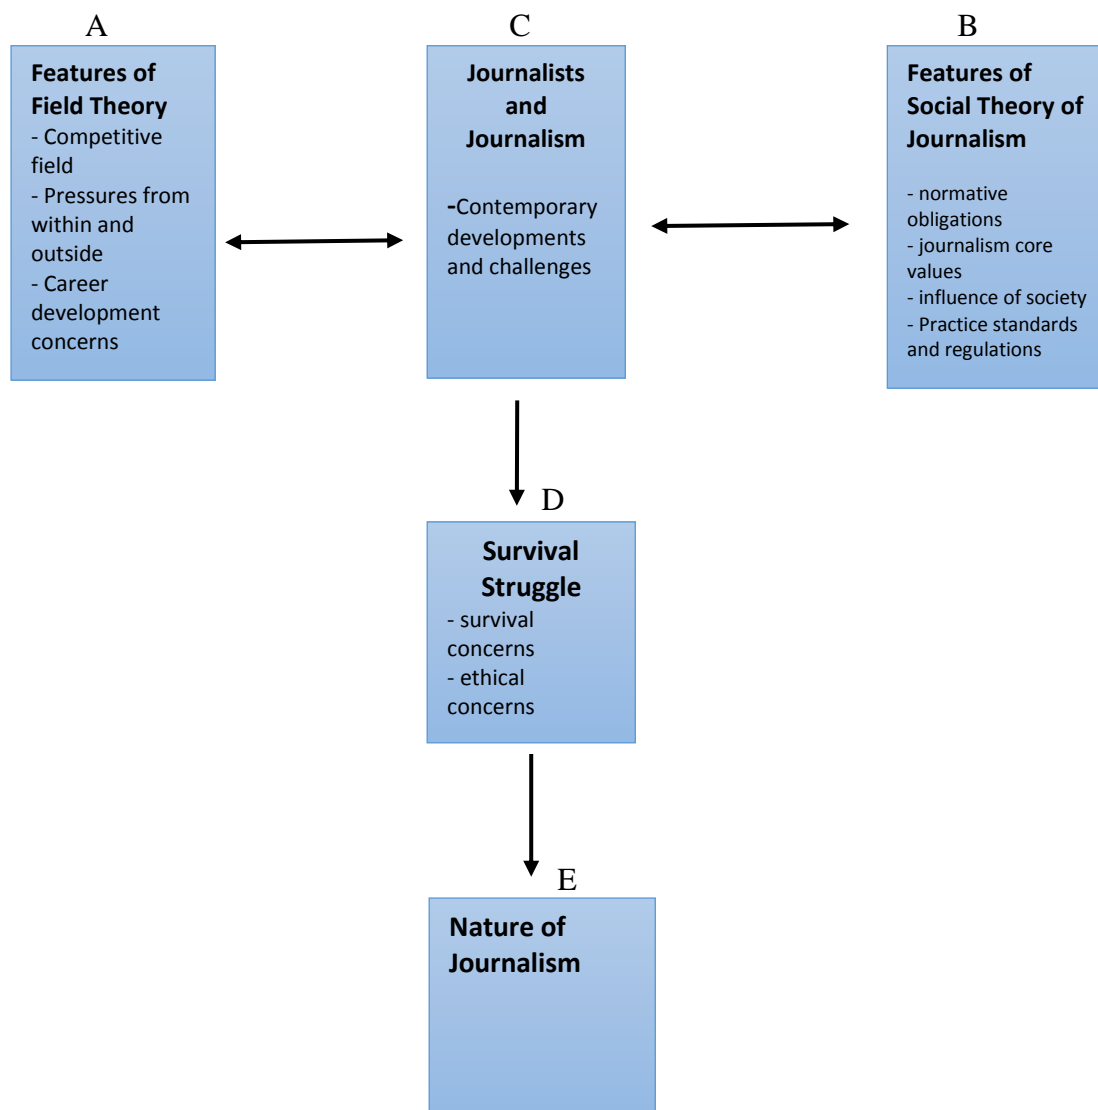 A
Features of
Field Theory
- Competitive
field
- Pressures from
within and
outside
- Career
development
concerns
C
Journalists
and
Journalism
-Contemporary
developments
and challenges
B
Features of
Social Theory of
Journalism
- normative
obligations
- journalism core
values
- influence of society
- Practice standards
and regulations
D
Survival
Struggle
- survival
concerns
- ethical
concerns
E
Nature of
Journalism